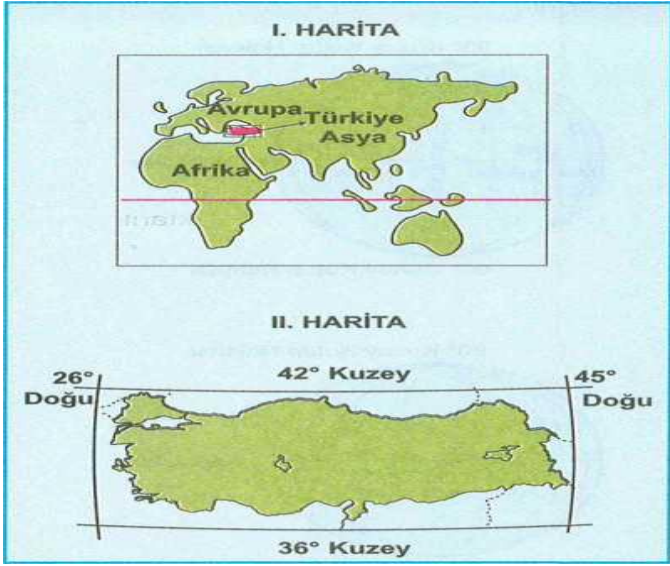 I. HARİTA
Avrupa
Türkiye
Asya
Afrika
II. HARİTA
26°
Doğu
42° Kuzey
45°
Doğu
36° Kuzey